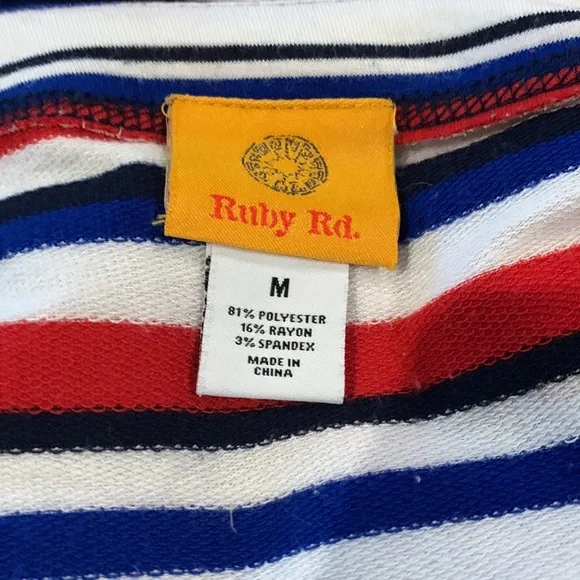 Ruby Rd.
M
81% POLYESTER
16% RAYON
3% SPANDEX
MADE IN
CHINA